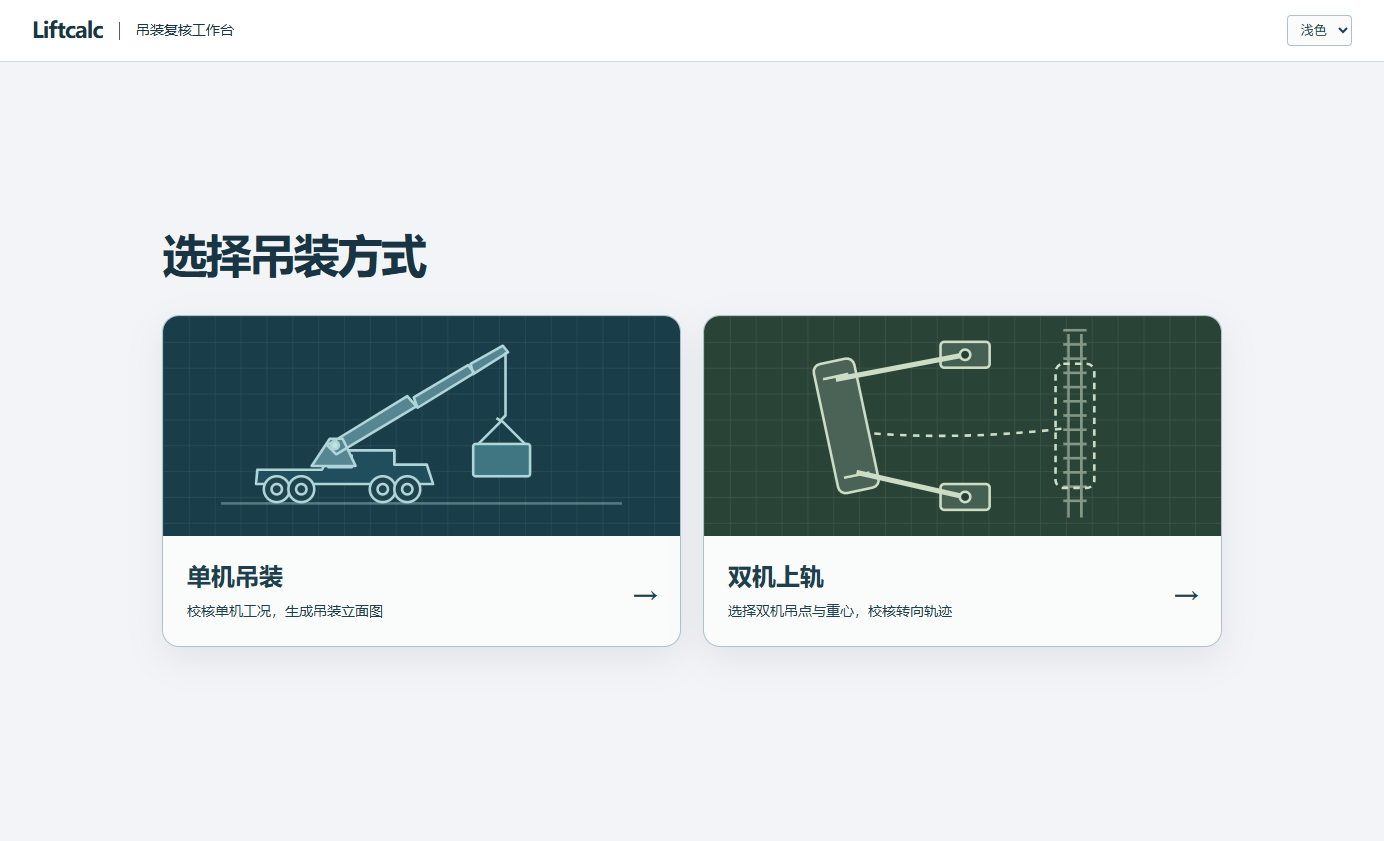 Liftcalc
吊装复核工作台
浅色
选择吊装方式
单机吊装
校核单机工况，生成吊装立面图
→
双机上轨
选择双机吊点与重心，校核转向轨迹
→